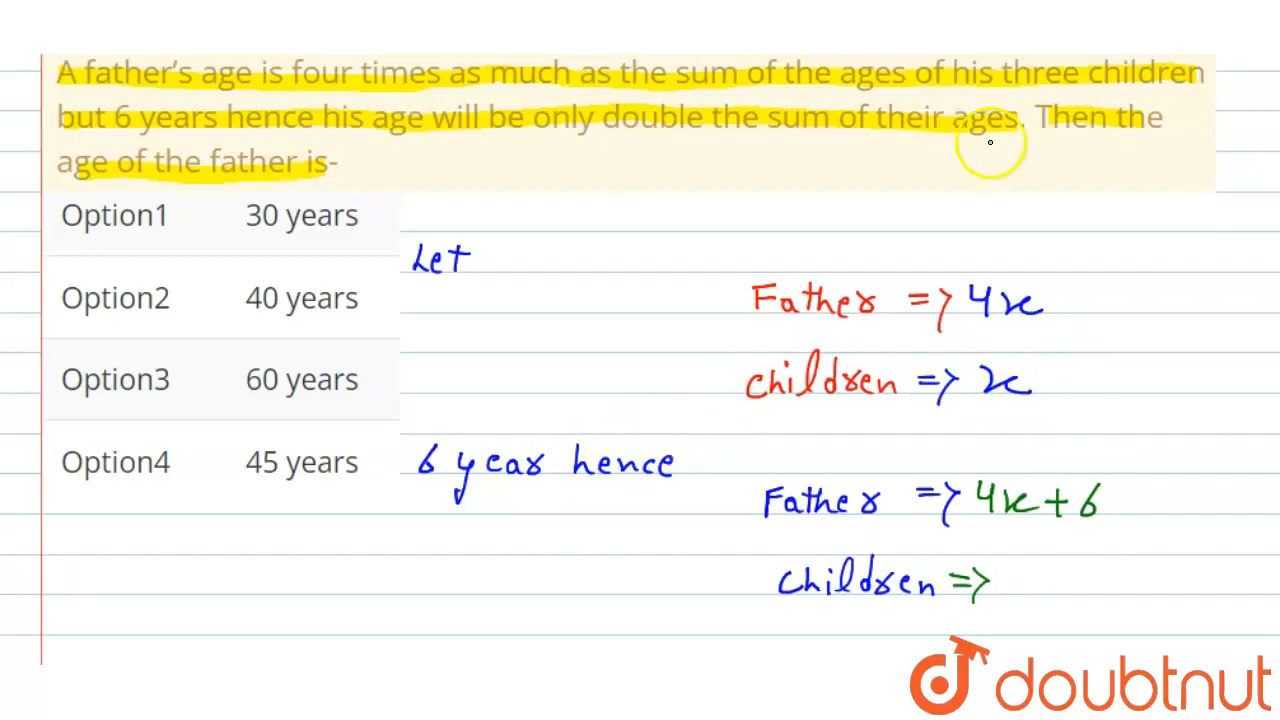 A father's age is four times as much as the sum of the ages of his three children
but 6 years hence his age will be only double the sum of their ages. Then the
age of the father is-
Option1 30 years
Let
Option2 40 years
Father => 4x
Option3 60 years
children => x
Option4 45 years
6 year hence
Father => 4x + 6
children =>
doubtnut